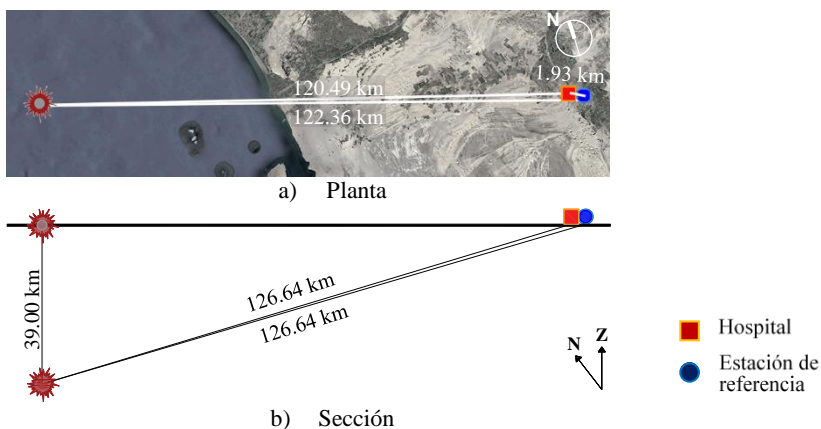 N
1.93 km
120.49 km
122.36 km
a) Planta
39.00 km
126.64 km
126.64 km
N Z
b) Sección
Hospital
Estación de
referencia